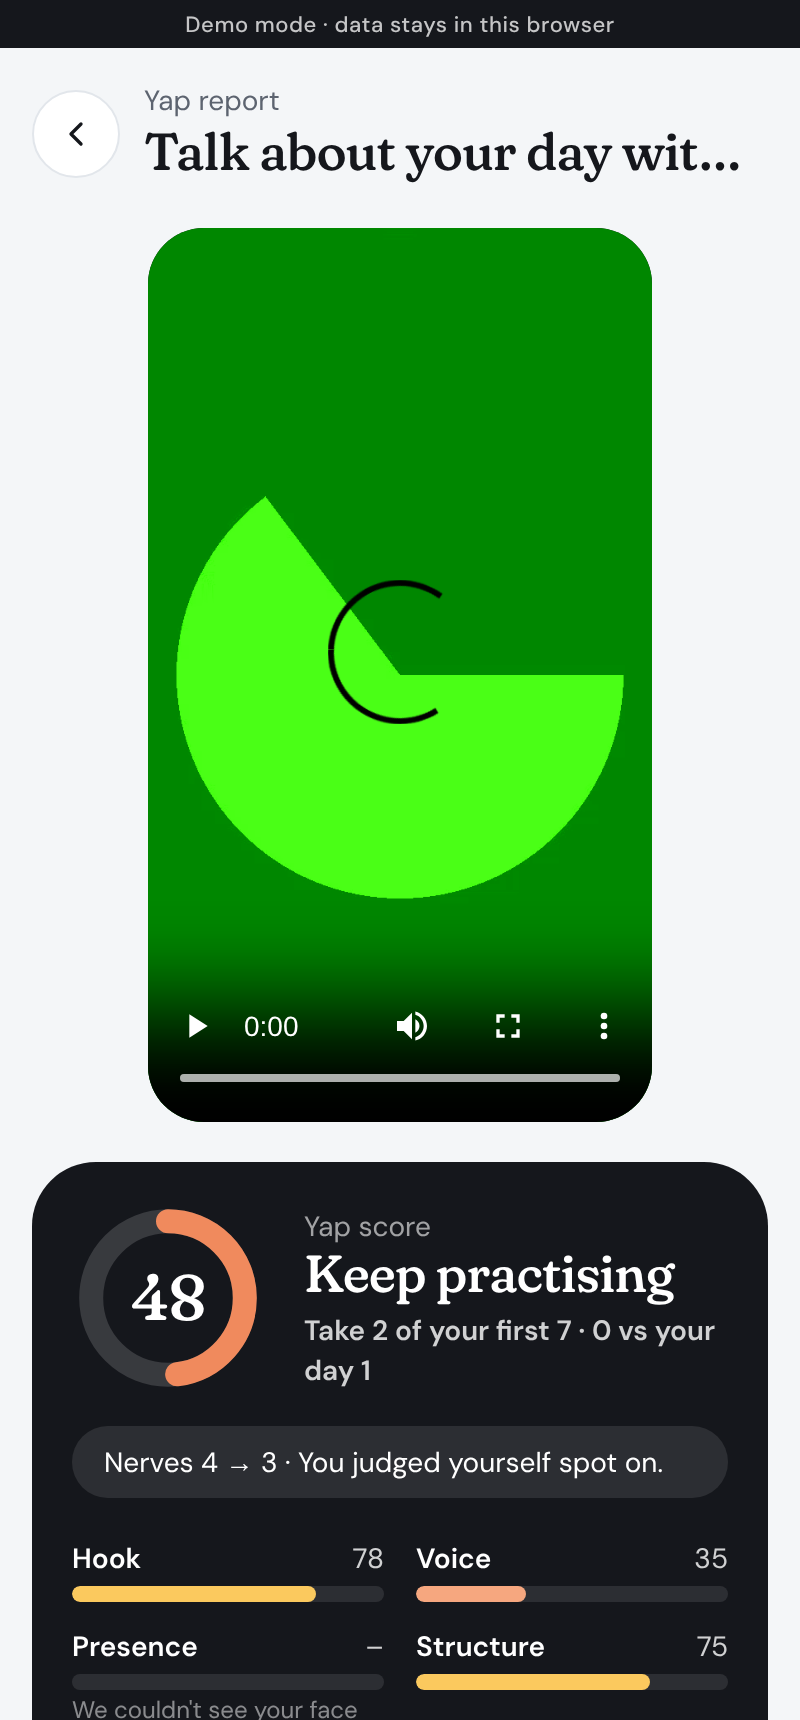 Demo mode · data stays in this browser
Yap report
Talk about your day wit...
0:00
48
Yap score
Keep practising
Take 2 of your first 7 · 0 vs your
day 1
Nerves 4 → 3 · You judged yourself spot on.
Hook 78
Voice 35
Presence –
Structure 75
We couldn't see your face